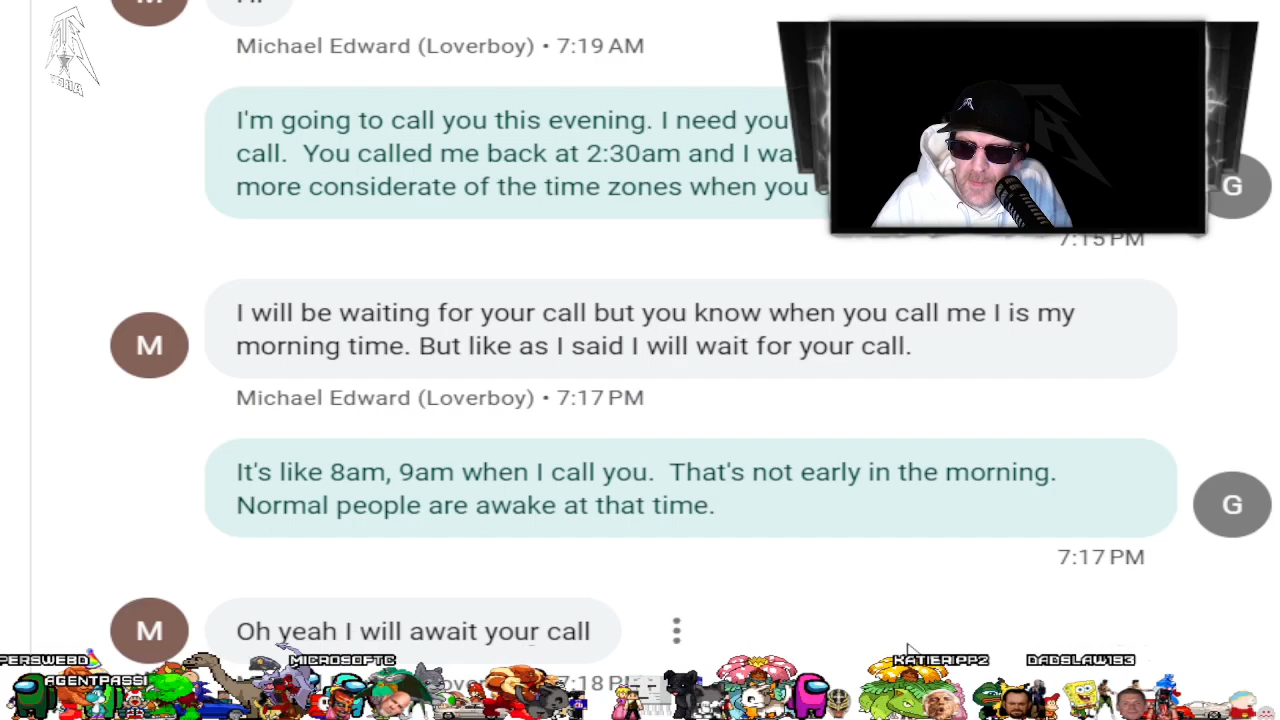 Michael Edward (Loverboy) • 7:19 AM
I'm going to call you this evening. I need you
call. You called me back at 2:30am and I was
more considerate of the time zones when you
G
7:15 PM
I will be waiting for your call but you know when you call me I is my
M
morning time. But like as I said I will wait for your call.
Michael Edward (Loverboy) • 7:17 PM
It's like 8am, 9am when I call you. That's not early in the morning.
Normal people are awake at that time.
G
7:17 PM
M
Oh yeah I will await your call
MICROSOFTC
KATIERIPPZ
DADSLAW193
AGENTPASSI
7:18